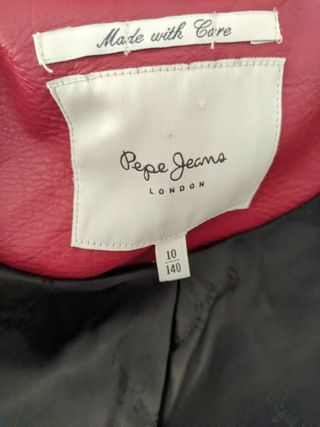 Made with Care
Pepe Jeans
LONDON
10
140